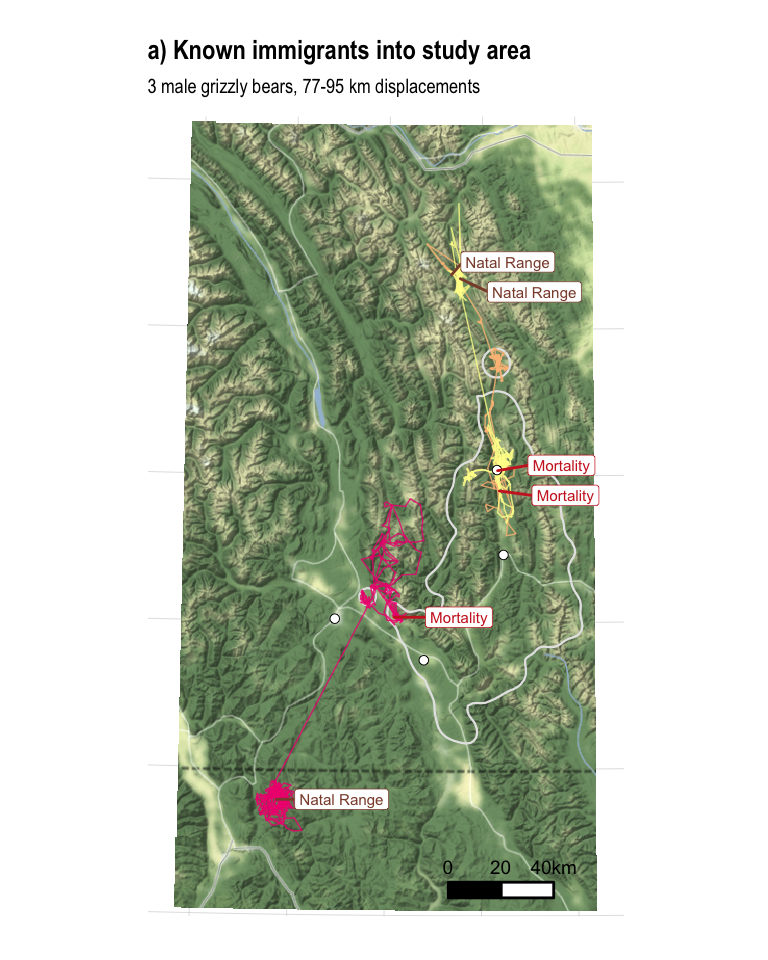 a) Known immigrants into study area
3 male grizzly bears, 77-95 km displacements
Natal Range
Natal Range
Mortality
Mortality
Mortality
Natal Range
0 20 40km